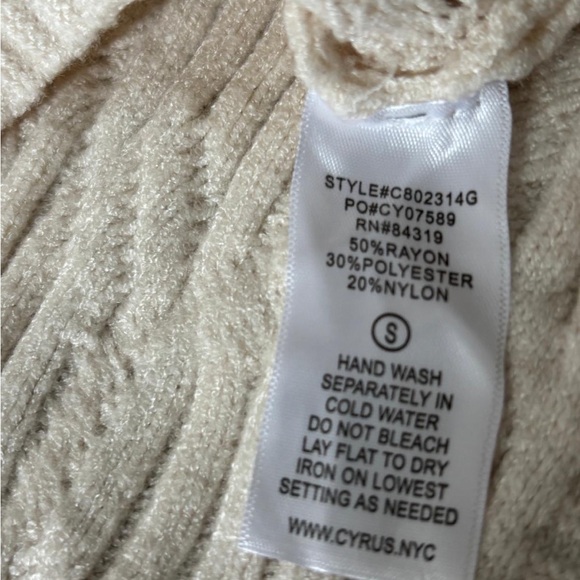 STYLE#C802314G
PO#CY07589
RN#84319
50%RAYON
30%POLYESTER
20%NYLON
S
HAND WASH
SEPARATELY IN
COLD WATER
DO NOT BLEACH
LAY FLAT TO DRY
IRON ON LOWEST
SETTING AS NEEDED
WWW.CYRUS.NYC